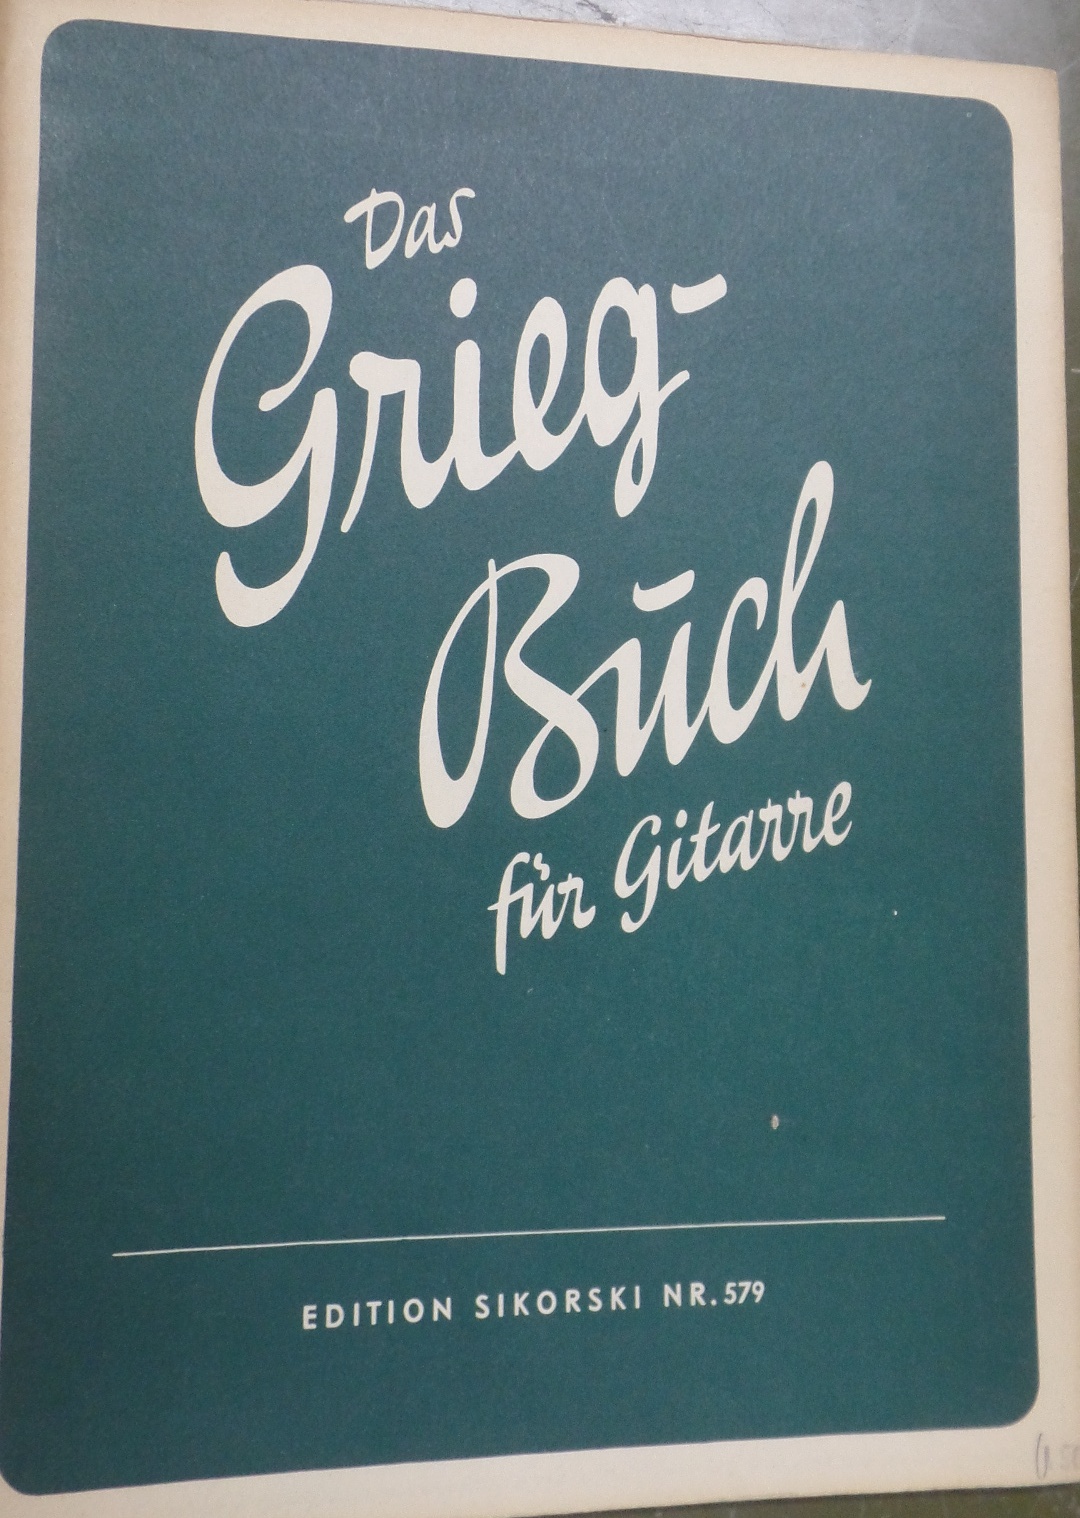 Das
Grieg-
Buch
für Gitarre
EDITION SIKORSKI NR. 579